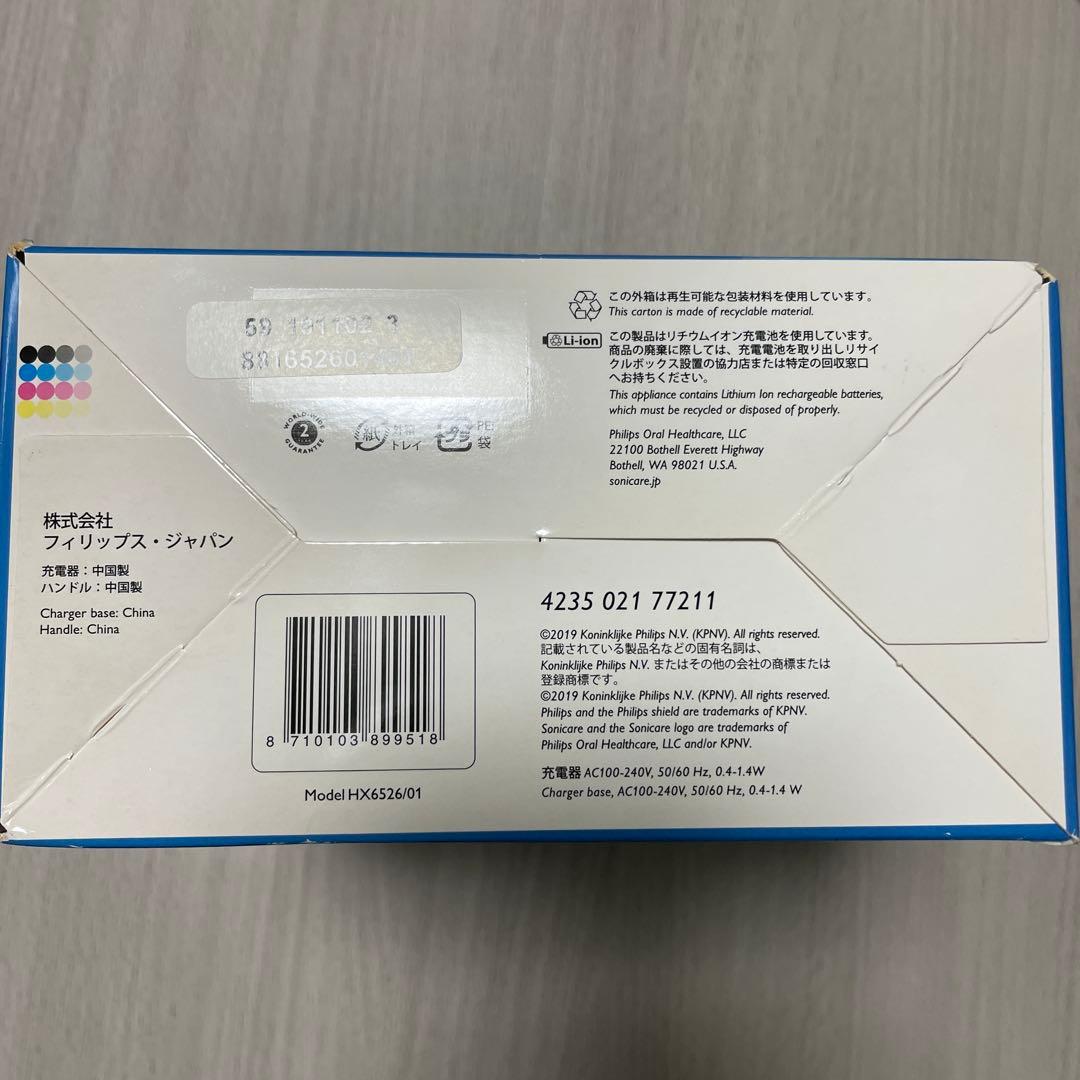 59 191102 3
この外箱は再生可能な包装材料を使用しています。
This carton is made of recyclable material.
Li-ion
この製品はリチウムイオン充電池を使用しています。
商品の廃棄に際しては、充電電池を取り出しリサイ
クルボックス設置の協力店または特定の回収窓口
へお持ちください。
This appliance contains Lithium Ion rechargeable batteries,
which must be recycled or disposed of properly.
Philips Oral Healthcare, LLC
22100 Bothell Everett Highway
Bothell, WA 98021 U.S.A.
sonicare.jp
WORLD-WIDE
2
GUARANTEE
紙
外箱
トレイ
プラ
PE
袋
株式会社
フィリップス・ジャパン
充電器：中国製
ハンドル：中国製
Charger base: China
Handle: China
8 710103 899518
Model HX6526/01
4235 021 77211
©2019 Koninklijke Philips N.V. (KPNV). All rights reserved.
記載されている製品名などの固有名詞は、
Koninklijke Philips N.V. またはその他の会社の商標または
登録商標です。
©2019 Koninklijke Philips N.V. (KPNV). All rights reserved.
Philips and the Philips shield are trademarks of KPNV.
Sonicare and the Sonicare logo are trademarks of
Philips Oral Healthcare, LLC and/or KPNV.
充電器 AC100-240V, 50/60 Hz, 0.4-1.4W
Charger base, AC100-240V, 50/60 Hz, 0.4-1.4 W